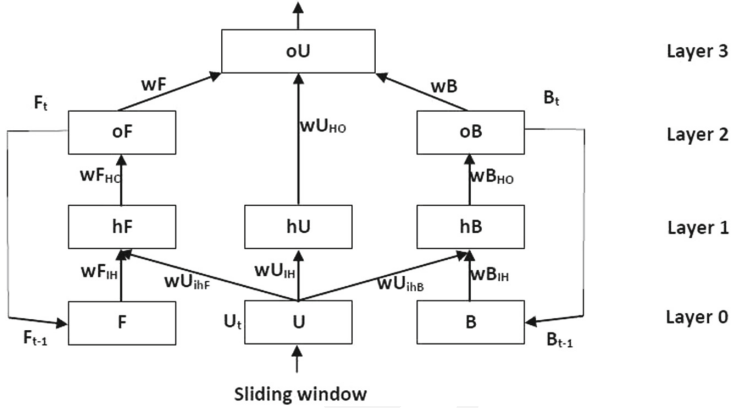 oU
Layer 3
wF
wB
Ft
Bt
oF
wUHO
oB
Layer 2
wFHO
wBHO
hF
hU
hB
Layer 1
wFIH
wUihF
wUIH
wUihB
wBIH
F
Ut
U
B
Layer 0
Ft-1
Bt-1
Sliding window